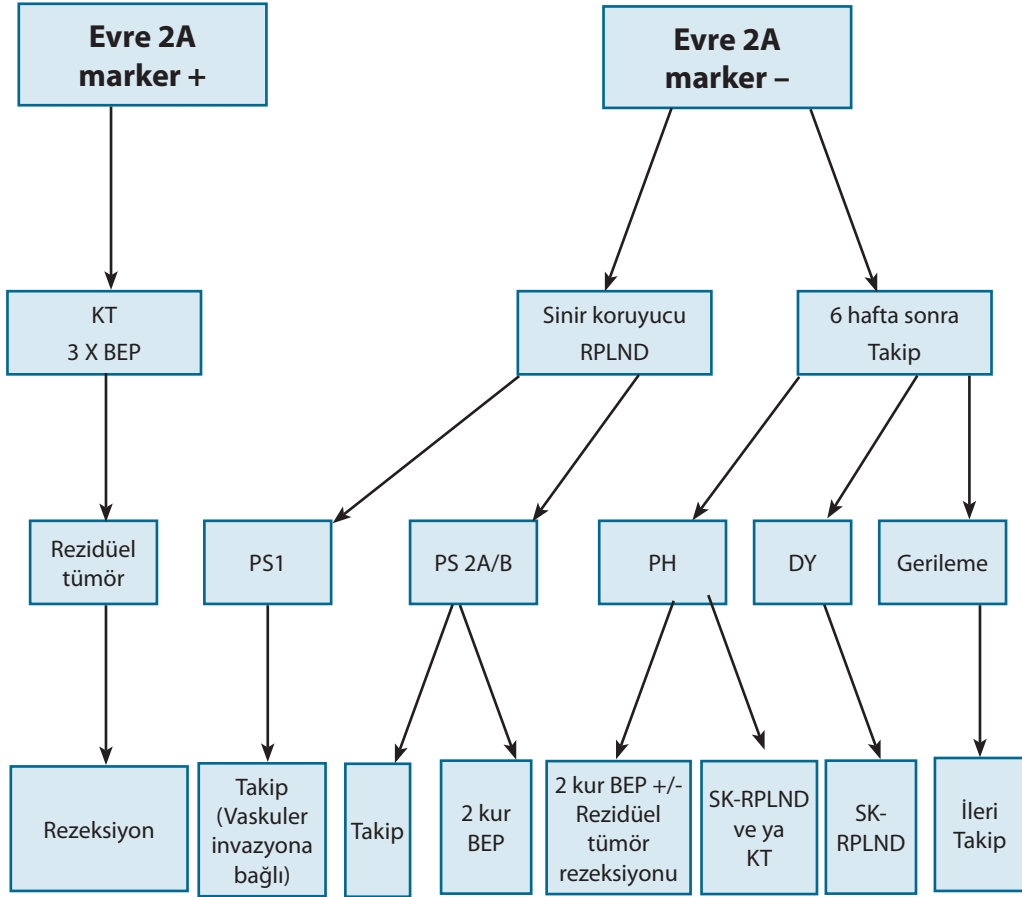 Evre 2A
marker +
Evre 2A
marker –
KT
3 X BEP
Sinir koruyucu
RPLND
6 hafta sonra
Takip
Rezidüel
tümör
PS1
PS 2A/B
PH
DY
Gerileme
Rezeksiyon
Takip
(Vaskuler
invazyona
bağlı)
Takip
2 kur
BEP
2 kur BEP +/-
Rezidüel
tümör
rezeksiyonu
SK-RPLND
ve ya
KT
SK-
RPLND
İleri
Takip